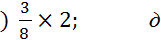 ) 3/8 × 2; д